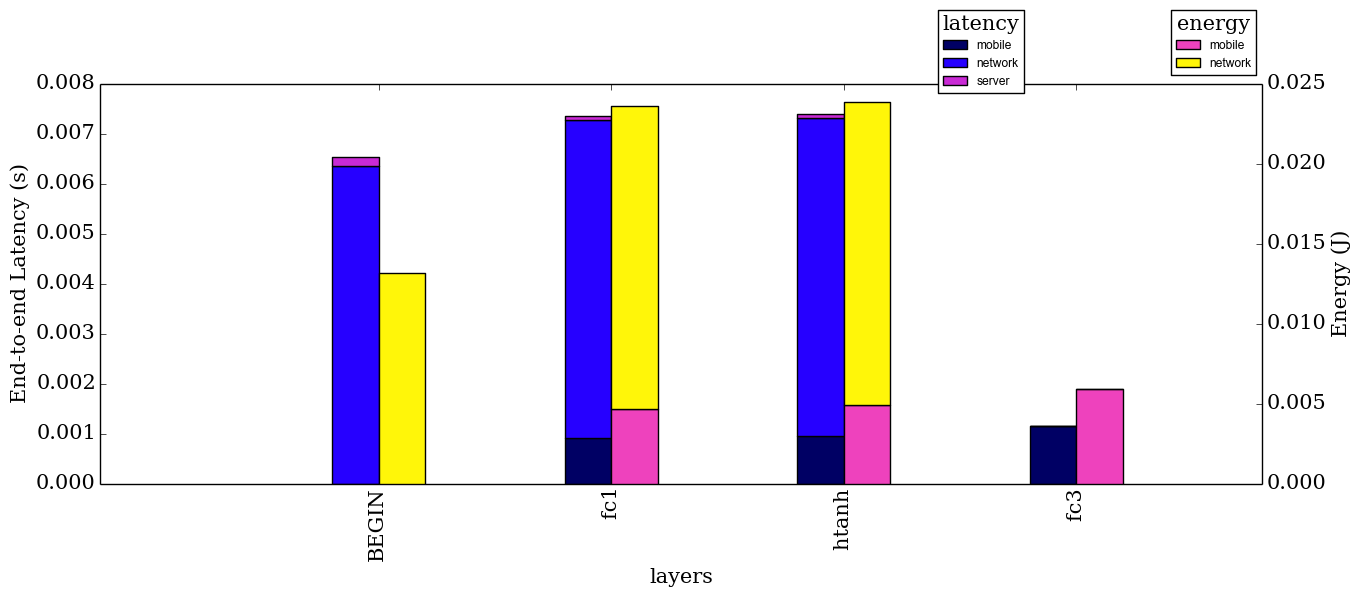 latency
mobile
network
server
energy
mobile
network
End-to-end Latency (s)
0.008
0.007
0.006
0.005
0.004
0.003
0.002
0.001
0.000
0.025
0.020
0.015
0.010
0.005
0.000
Energy (J)
BEGIN
fc1
htanh
fc3
layers